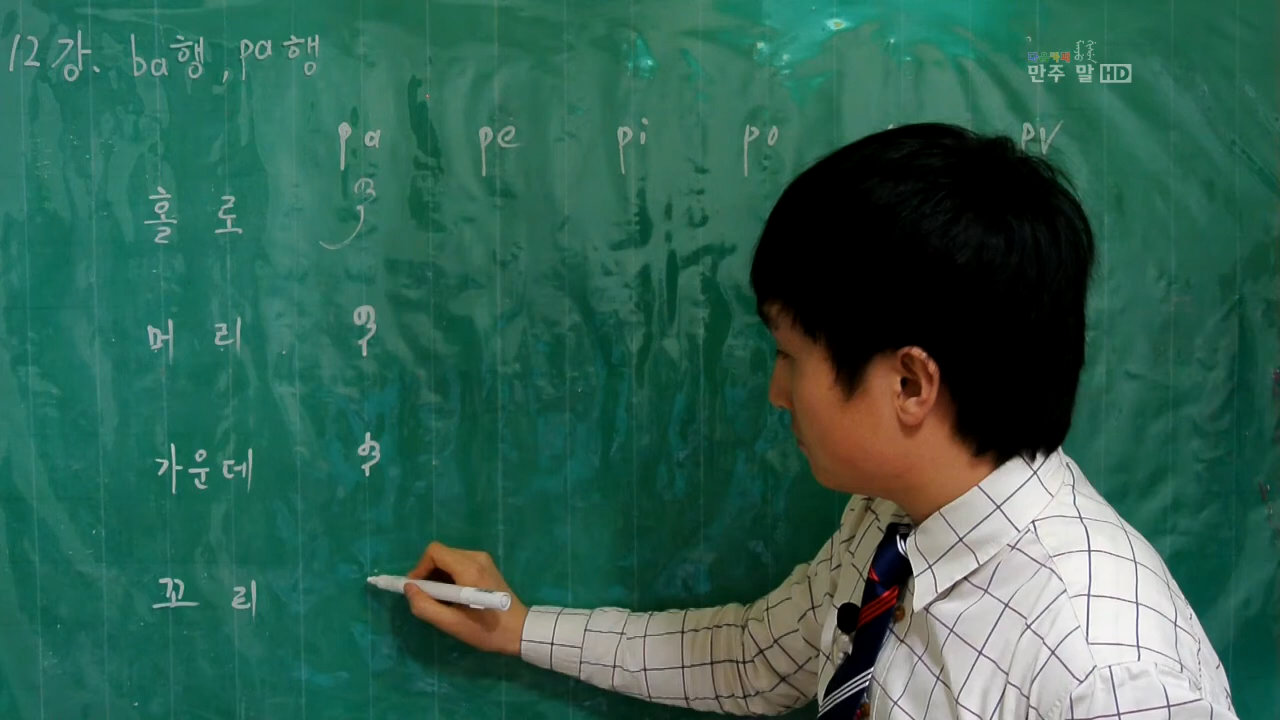 12강. ba행, pa행
만주 말 HD
pa pe pi po pv
홀로
머리
가운데
꼬리